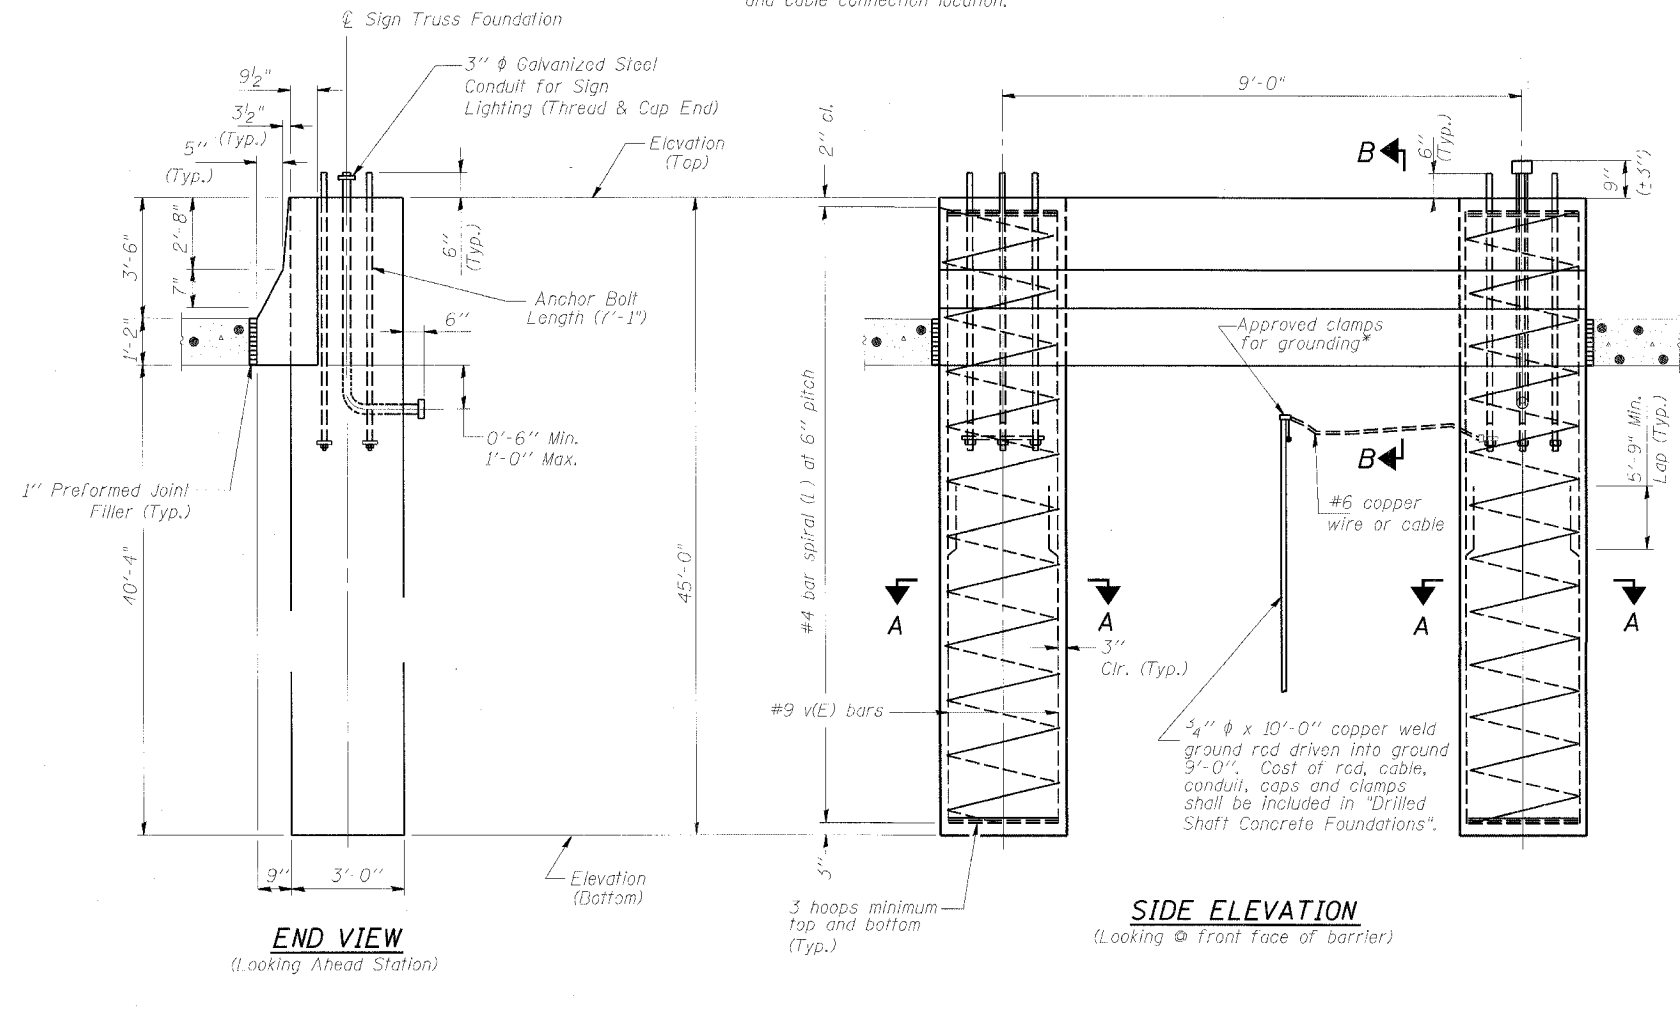 and cable connection location.
℄ Sign Truss Foundation
3'' ϕ Galvanized Steel
Conduit for Sign
Lighting (Thread & Cap End)
9½"
3½"
(Typ.)
5''
(Typ.)
Elevation
(Top)
3'-6"
2'-8"
7"
1'-2"
6''
(Typ.)
Anchor Bolt
Length (7'-1")
6''
0'-6'' Min.
1'-0'' Max.
1'' Preformed Joint
Filler (Typ.)
40'-4"
45'-0"
9''
3'-0''
Elevation
(Bottom)
END VIEW
(Looking Ahead Station)
2'' cl.
9'-0"
B
6''
(Typ.)
9''
(±3'')
#4 bar spiral (E) at 6'' pitch
Approved clamps
for grounding*
B
#6 copper
wire or cable
5'-9" Min.
Lap (Typ.)
A
A
A
A
3''
Clr. (Typ.)
#9 v(E) bars
¾'' ϕ x 10'-0'' copper weld
ground rod driven into ground
9'-0''. Cost of rod, cable,
conduit, caps and clamps
shall be included in "Drilled
Shaft Concrete Foundations".
3''
3 hoops minimum
top and bottom
(Typ.)
SIDE ELEVATION
(Looking @ front face of barrier)